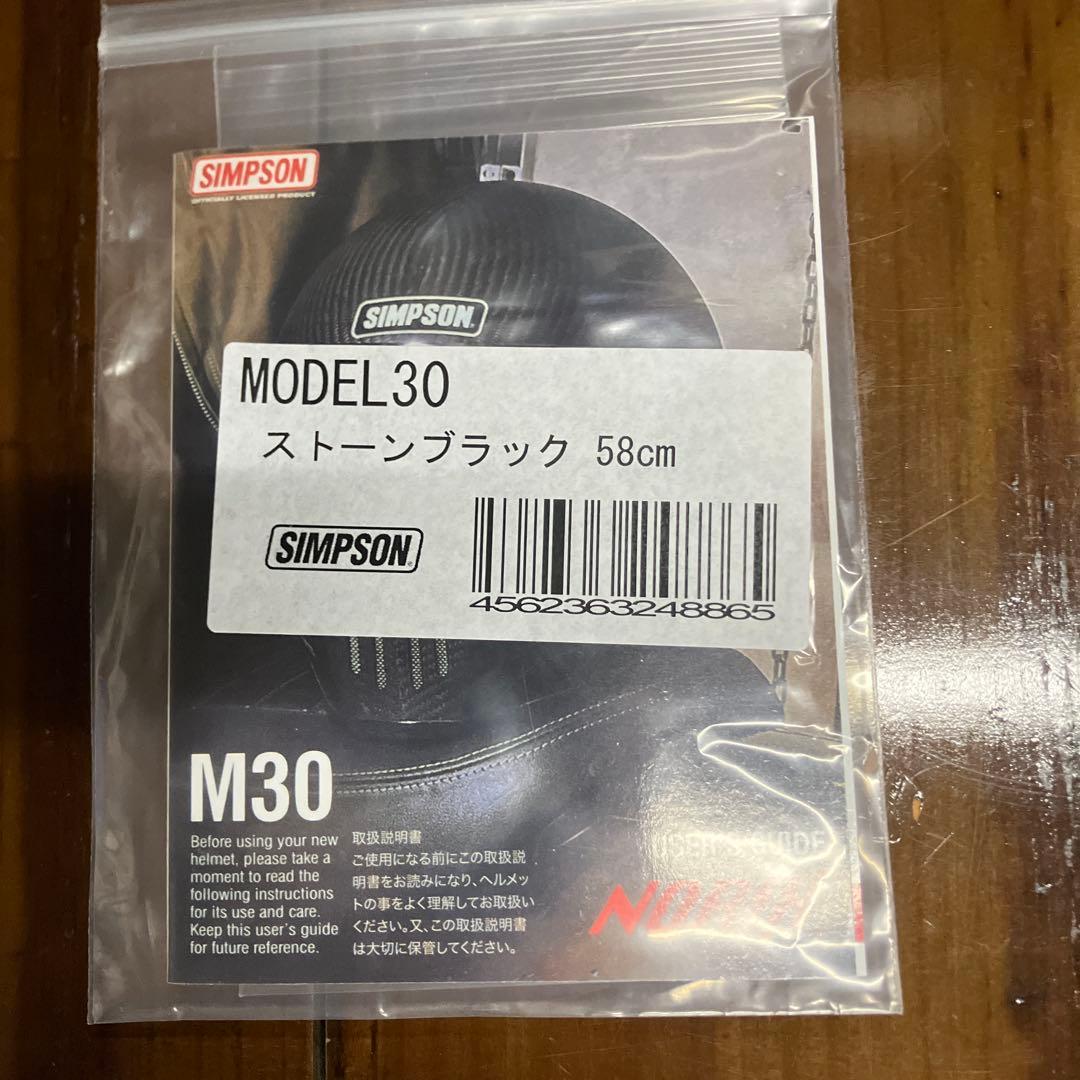 SIMPSON
OFFICIALLY LICENSED PRODUCT
SIMPSON
MODEL30
ストーンブラック 58cm
SIMPSON
4562363248865
M30
Before using your new
helmet, please take a
moment to read the
following instructions
for its use and care.
Keep this user's guide
for future reference.
取扱説明書
ご使用になる前にこの取扱説
明書をお読みになり、ヘルメッ
トの事をよく理解してお取扱い
ください。又、この取扱説明書
は大切に保管してください。
USER'S GUIDE